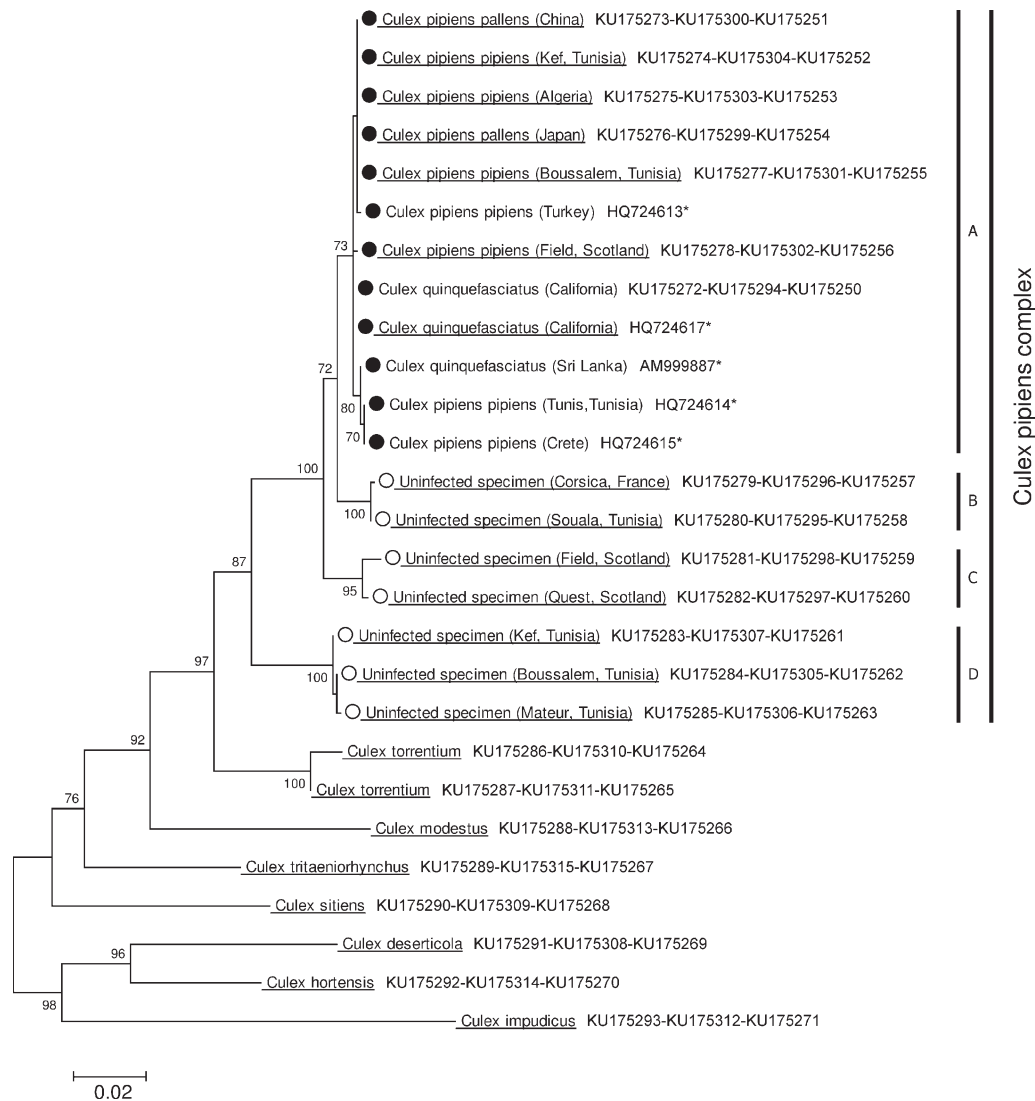 Culex pipiens pallens (China) KU175273-KU175300-KU175251
Culex pipiens pipiens (Kef, Tunisia) KU175274-KU175304-KU175252
Culex pipiens pipiens (Algeria) KU175275-KU175303-KU175253
Culex pipiens pallens (Japan) KU175276-KU175299-KU175254
Culex pipiens pipiens (Boussalem, Tunisia) KU175277-KU175301-KU175255
Culex pipiens pipiens (Turkey) HQ724613*
A
73
Culex pipiens pipiens (Field, Scotland) KU175278-KU175302-KU175256
Culex quinquefasciatus (California) KU175272-KU175294-KU175250
Culex quinquefasciatus (California) HQ724617*
72
Culex quinquefasciatus (Sri Lanka) AM999887*
80
Culex pipiens pipiens (Tunis,Tunisia) HQ724614*
70
Culex pipiens pipiens (Crete) HQ724615*
Culex pipiens complex
100
Uninfected specimen (Corsica, France) KU175279-KU175296-KU175257
B
100
Uninfected specimen (Souala, Tunisia) KU175280-KU175295-KU175258
87
Uninfected specimen (Field, Scotland) KU175281-KU175298-KU175259
C
95
Uninfected specimen (Quest, Scotland) KU175282-KU175297-KU175260
Uninfected specimen (Kef, Tunisia) KU175283-KU175307-KU175261
97
100
Uninfected specimen (Boussalem, Tunisia) KU175284-KU175305-KU175262
D
Uninfected specimen (Mateur, Tunisia) KU175285-KU175306-KU175263
92
Culex torrentium KU175286-KU175310-KU175264
100
Culex torrentium KU175287-KU175311-KU175265
76
Culex modestus KU175288-KU175313-KU175266
Culex tritaeniorhynchus KU175289-KU175315-KU175267
Culex sitiens KU175290-KU175309-KU175268
Culex deserticola KU175291-KU175308-KU175269
96
Culex hortensis KU175292-KU175314-KU175270
98
Culex impudicus KU175293-KU175312-KU175271
0.02